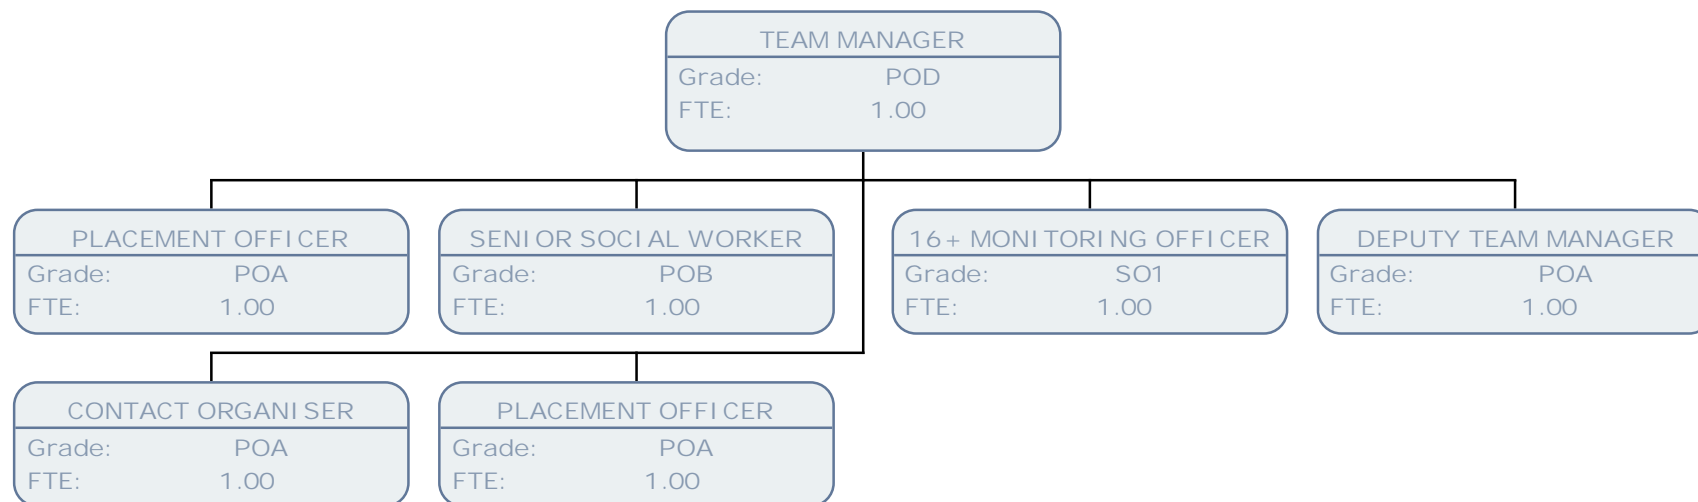 TEAM MANAGER
Grade: POD
FTE: 1.00
PLACEMENT OFFICER
Grade: POA
FTE: 1.00
SENIOR SOCIAL WORKER
Grade: POB
FTE: 1.00
16+ MONITORING OFFICER
Grade: SO1
FTE: 1.00
DEPUTY TEAM MANAGER
Grade: POA
FTE: 1.00
CONTACT ORGANISER
Grade: POA
FTE: 1.00
PLACEMENT OFFICER
Grade: POA
FTE: 1.00